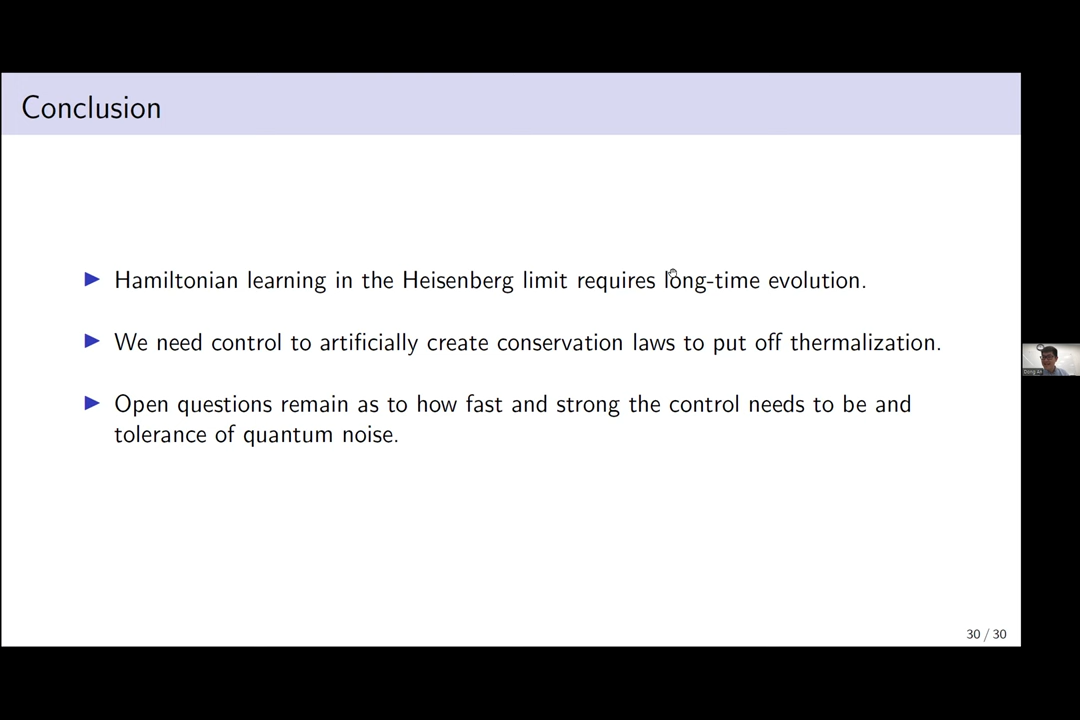 Conclusion
Hamiltonian learning in the Heisenberg limit requires long-time evolution.
We need control to artificially create conservation laws to put off thermalization.
Open questions remain as to how fast and strong the control needs to be and
tolerance of quantum noise.
30 / 30